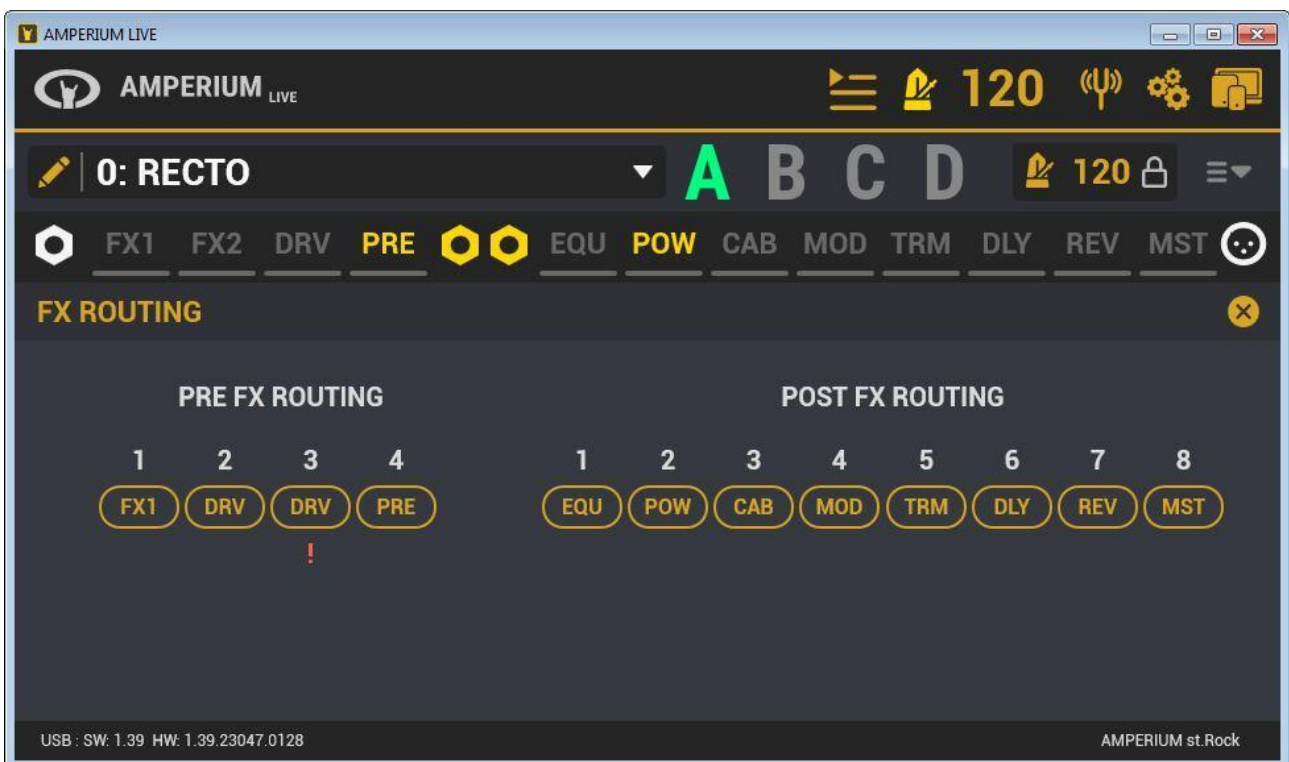 AMPERIUM LIVE
AMPERIUM LIVE 120
0: RECTO A B C D 120
FX1 FX2 DRV PRE EQU POW CAB MOD TRM DLY REV MST
FX ROUTING
PRE FX ROUTING POST FX ROUTING
1 2 3 4 1 2 3 4 5 6 7 8
FX1 DRV DRV PRE EQU POW CAB MOD TRM DLY REV MST
!
USB : SW: 1.39 HW: 1.39.23047.0128 AMPERIUM st.Rock